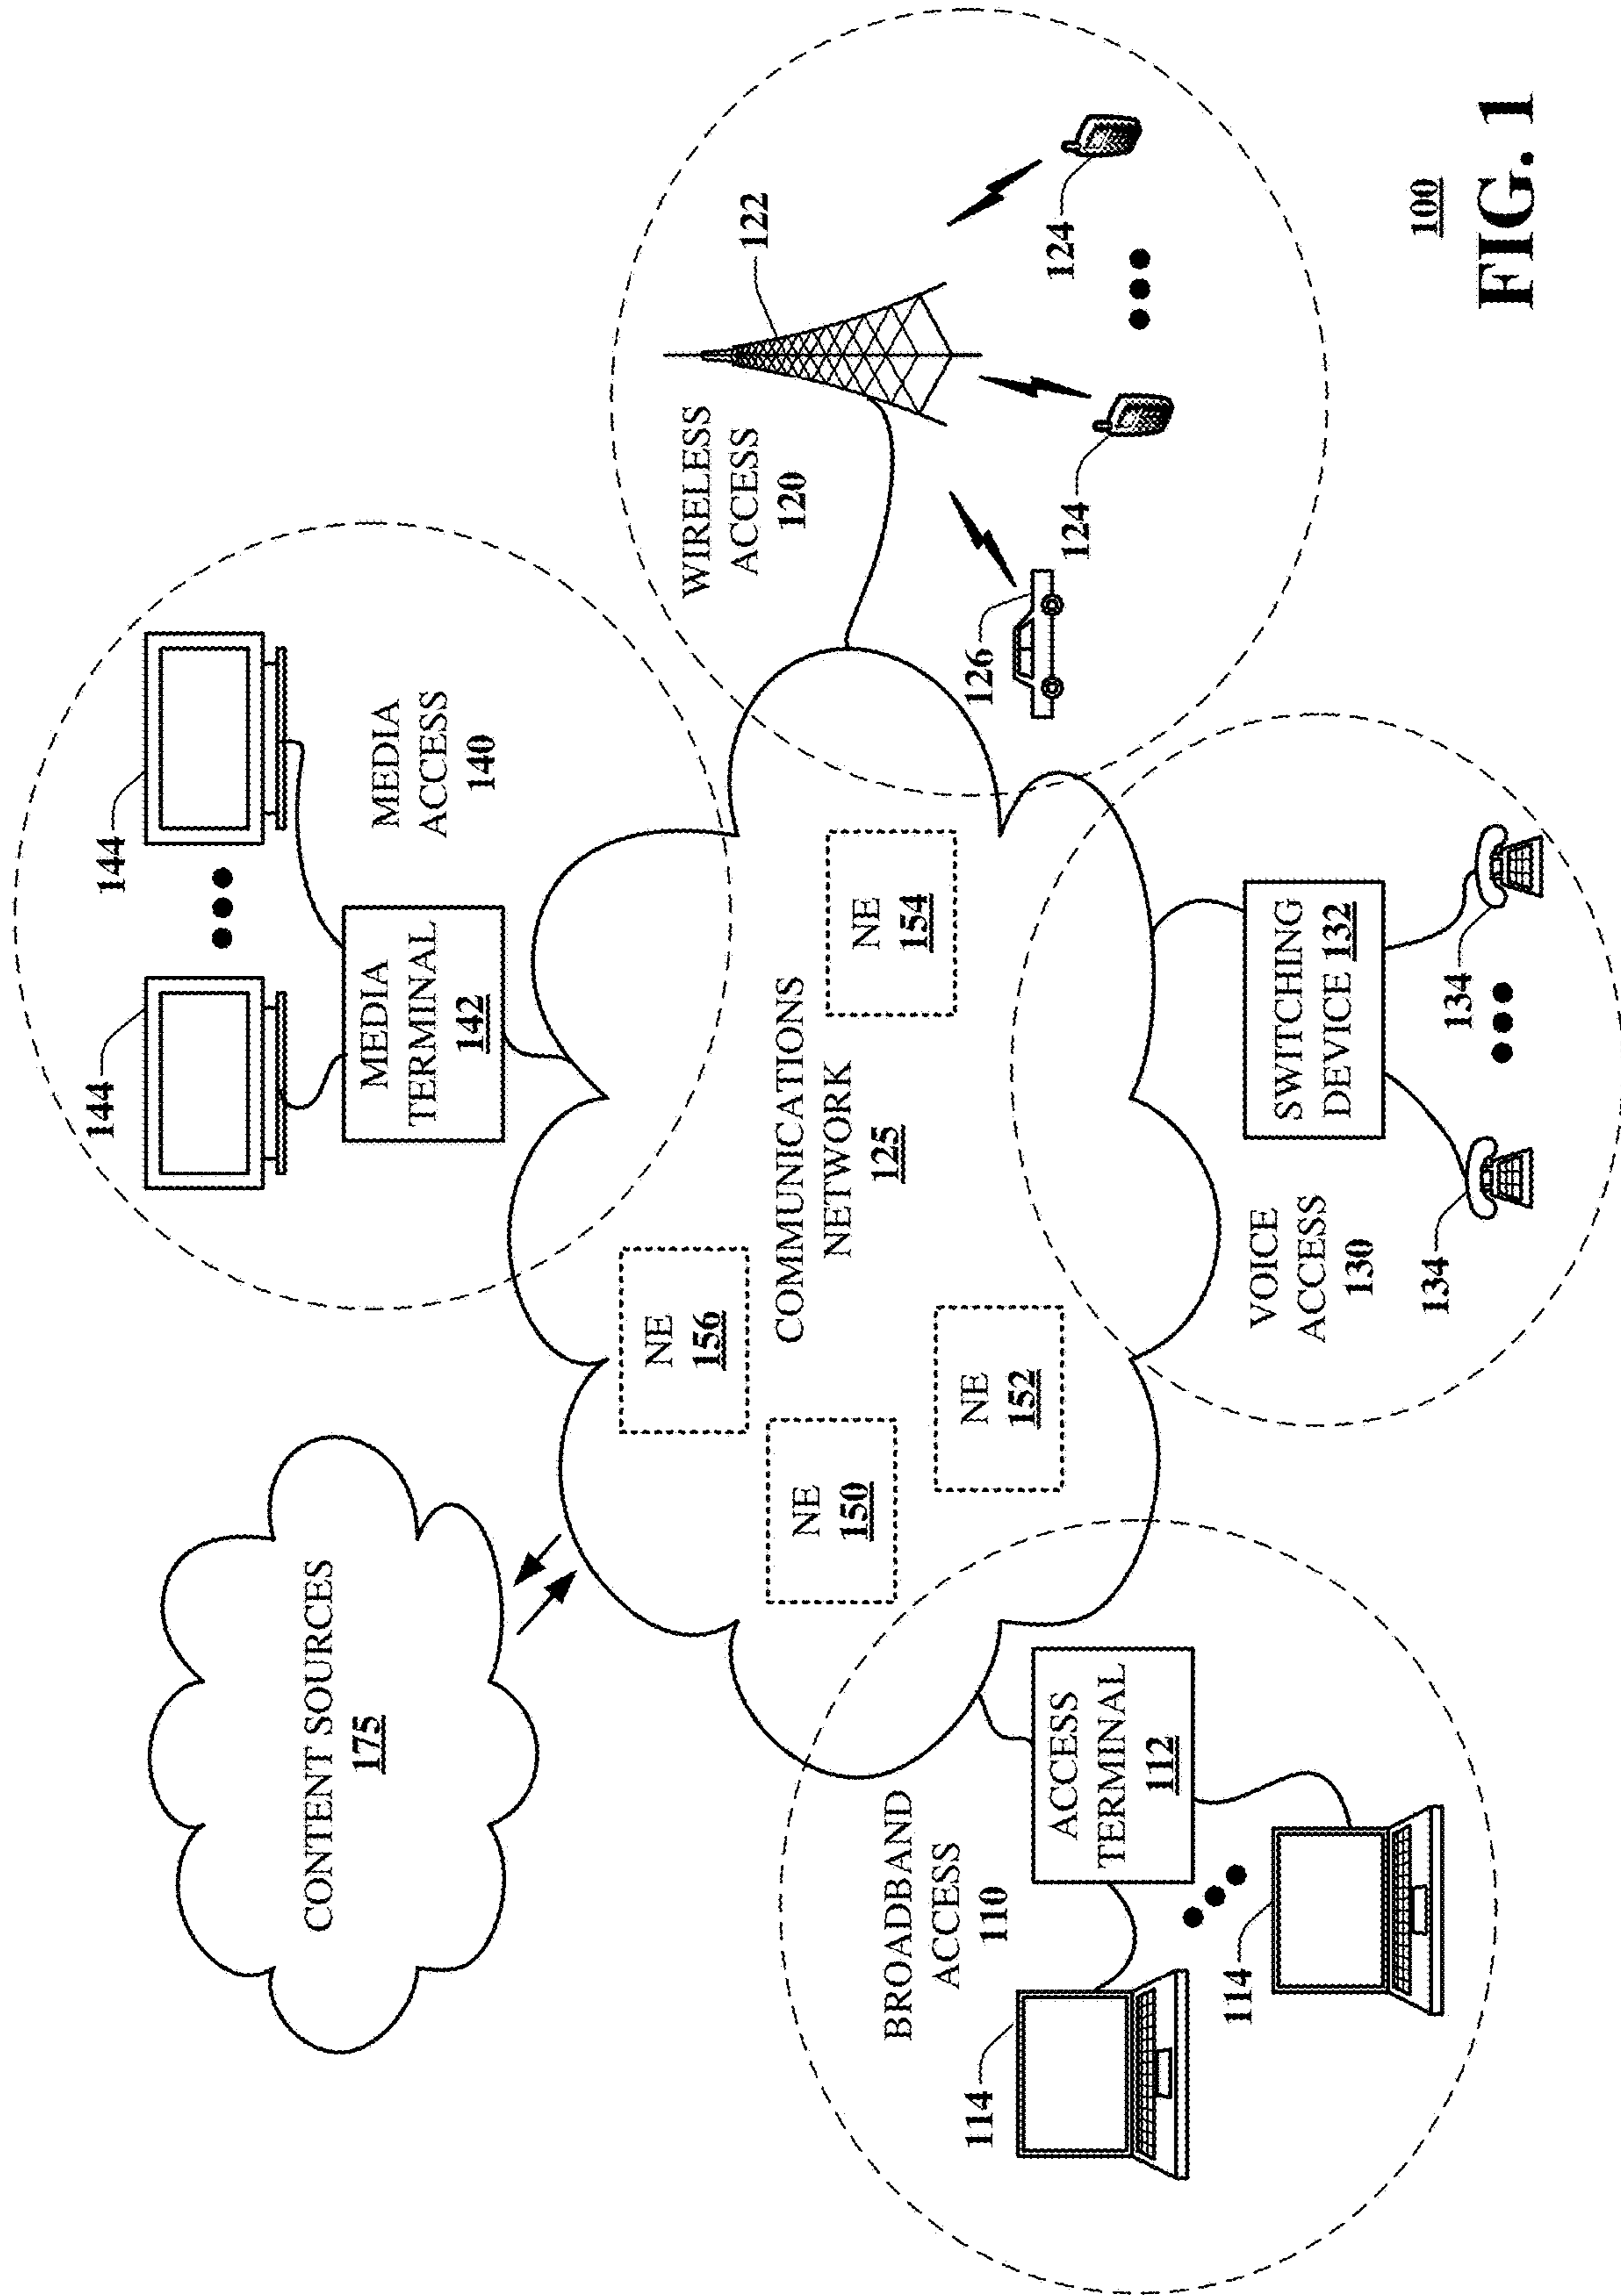 CONTENT SOURCES
175
144
144
MEDIA
TERMINAL
142
MEDIA
ACCESS
140
NE
156
NE
150
NE
152
COMMUNICATIONS
NETWORK
125
NE
154
WIRELESS
ACCESS
120
122
124
124
126
BROADBAND
ACCESS
110
ACCESS
TERMINAL
112
114
114
VOICE
ACCESS
130
SWITCHING
DEVICE 132
134
134
100
FIG. 1